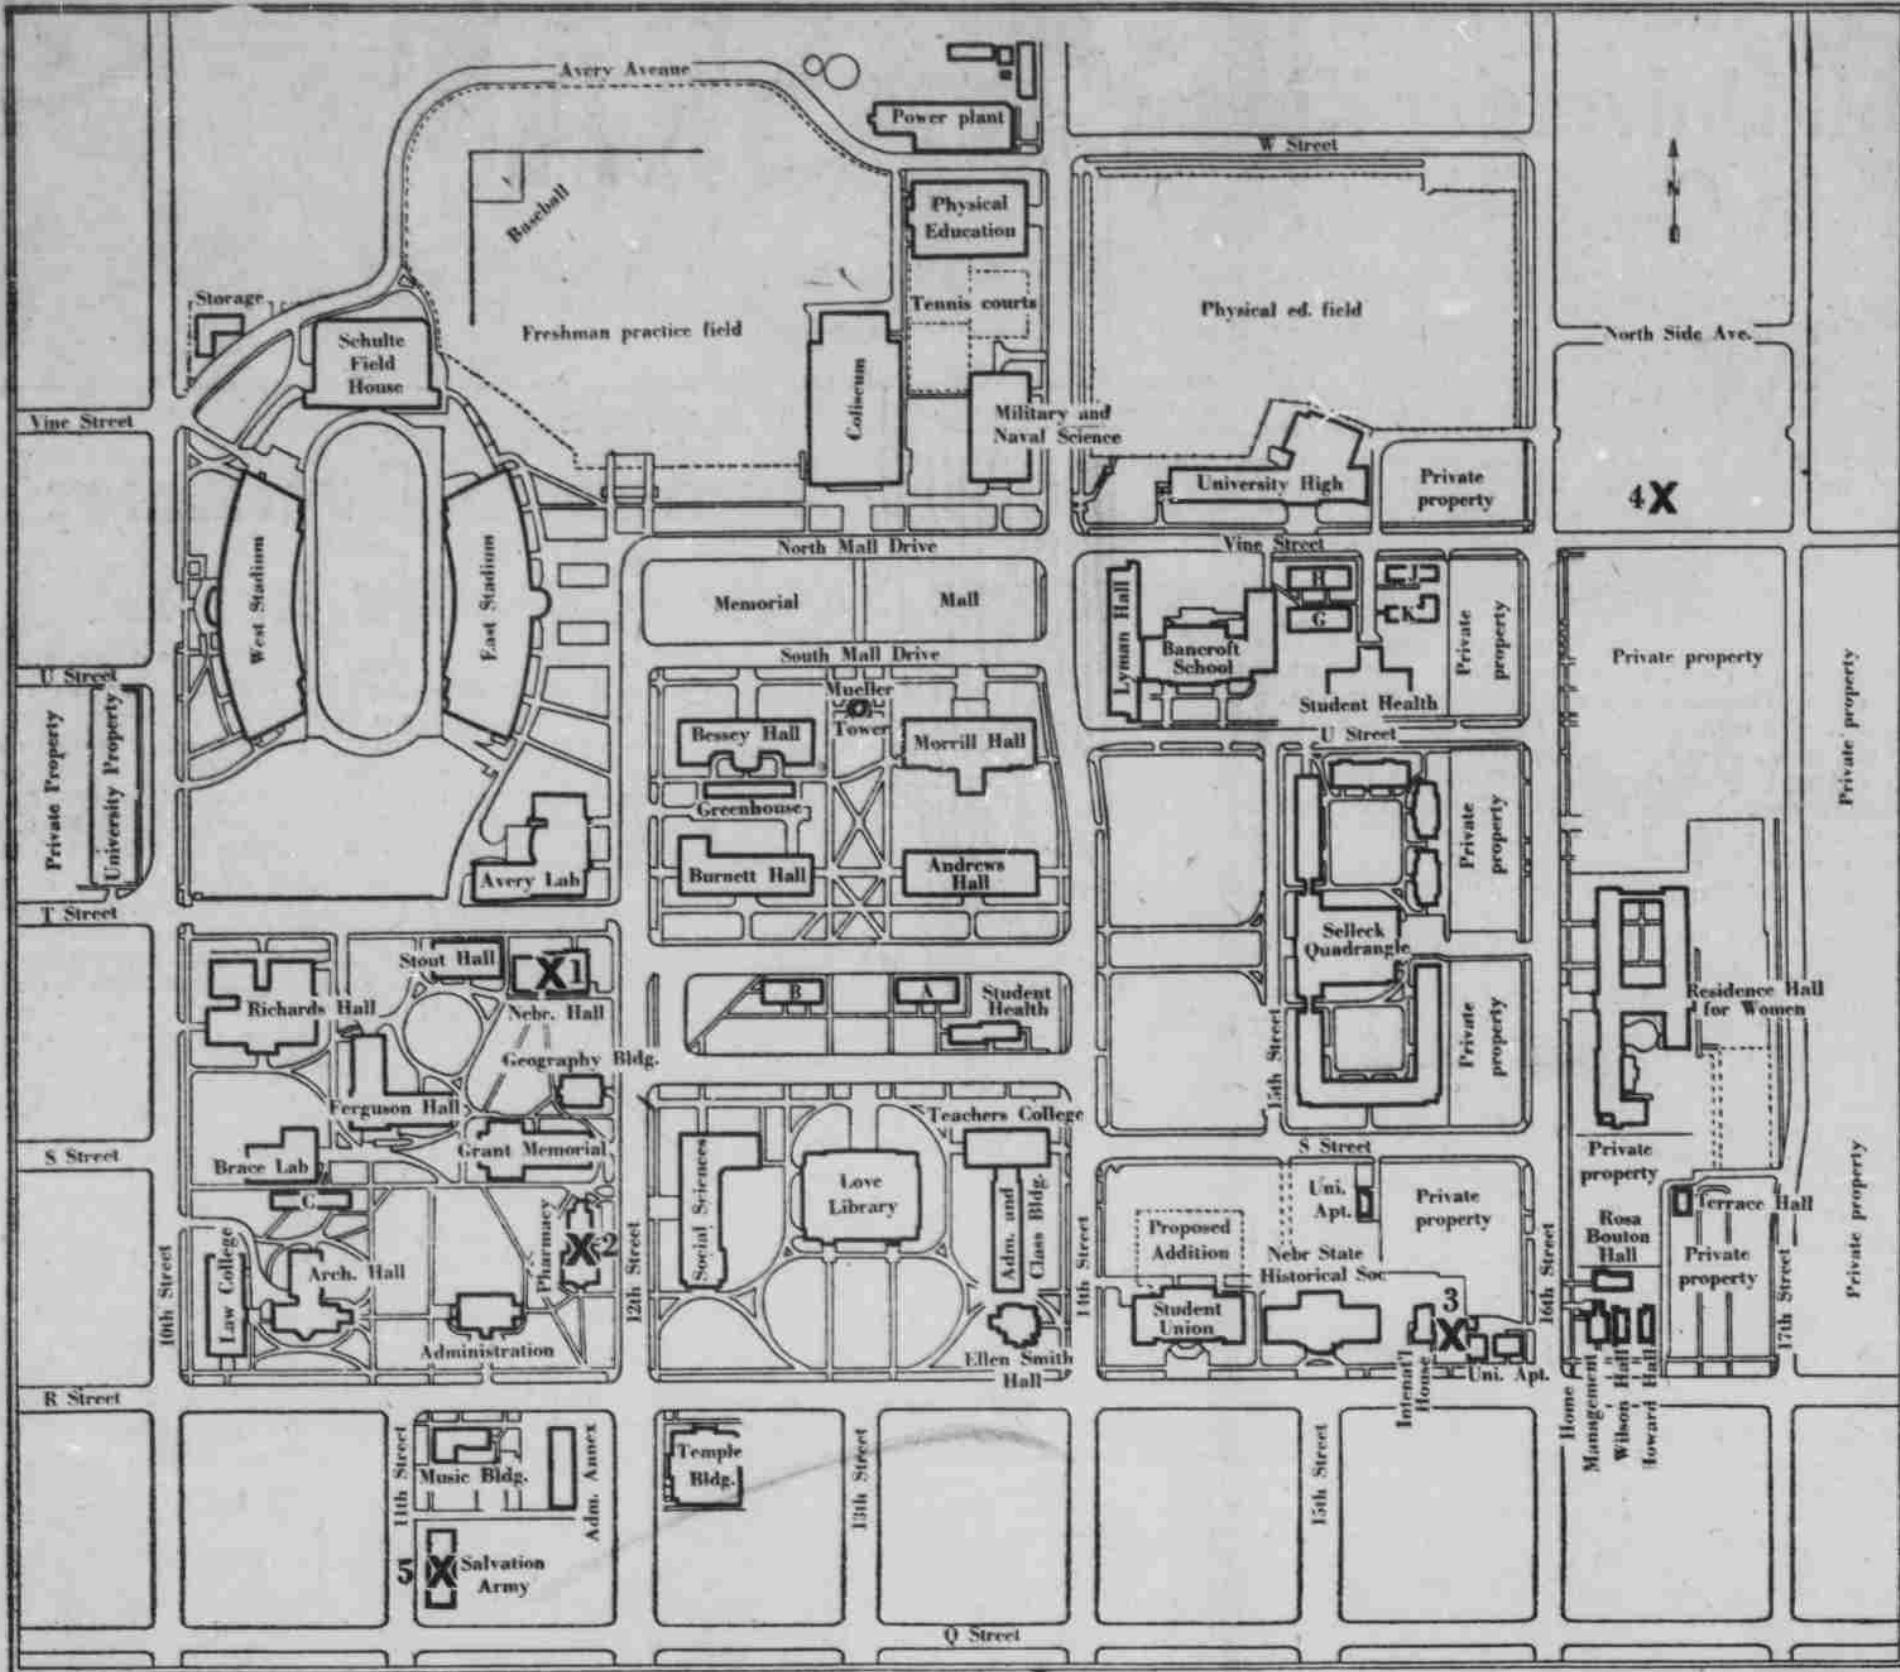 Avery Avenue
Power plant
W Street
Physical
Education
N
Baseball
Storage
Tennis courts
Freshman practice field
Physical ed. field
North Side Ave.
Schulte
Field
House
Coliseum
Military and
Naval Science
Vine Street
University High
Private
property
4X
North Mall Drive
Vine Street
West Stadium
East Stadium
Memorial Mall
Lyman Hall
H
G
J
K
Bancroft
School
Private
property
Private property
South Mall Drive
U Street
Mueller
Tower
Student Health
Private property
Private Property
University Property
Bessey Hall
Morrill Hall
U Street
Greenhouse
Private
property
Avery Lab
Burnett Hall
Andrews
Hall
T Street
Selleck
Quadrangle
Stout Hall
X1
Nebr. Hall
Richards Hall
B
A
Student
Health
Residence Hall
for Women
Private
property
15th Street
Geography Bldg.
Ferguson Hall
Teachers College
Grant Memorial
Brace Lab
S Street
S Street
Social Sciences
Love
Library
Adm. and
Class Bldg.
Private
property
Private property
C
Pharmacy
X2
Uni.
Apt.
Private
property
Terrace Hall
Rosa
Bouton
Hall
Proposed
Addition
Nebr State
Historical Soc
Private
property
10th Street
Law College
Arch. Hall
12th Street
14th Street
16th Street
17th Street
Administration
Student
Union
3
X
Ellen Smith
Hall
Uni. Apt.
Intenat'l
House
Home
Management
Wilson Hall
Howard Hall
R Street
11th Street
Music Bldg.
Adm. Annex
Temple
Bldg.
13th Street
15th Street
5 X
Salvation
Army
Q Street